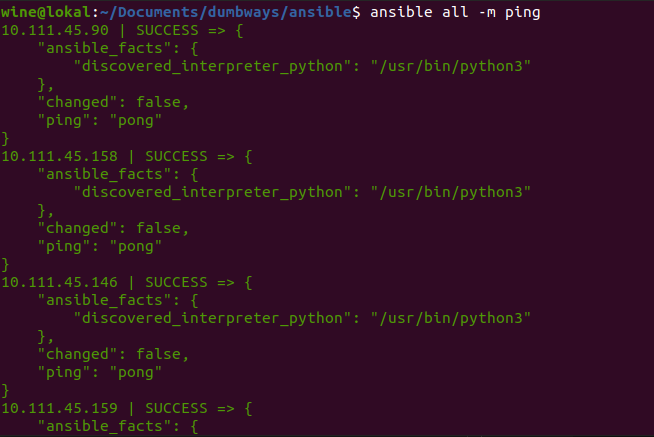 wine@lokal:~/Documents/dumbways/ansible$ ansible all -m ping
10.111.45.90 | SUCCESS => {
    "ansible_facts": {
        "discovered_interpreter_python": "/usr/bin/python3"
    },
    "changed": false,
    "ping": "pong"
}
10.111.45.158 | SUCCESS => {
    "ansible_facts": {
        "discovered_interpreter_python": "/usr/bin/python3"
    },
    "changed": false,
    "ping": "pong"
}
10.111.45.146 | SUCCESS => {
    "ansible_facts": {
        "discovered_interpreter_python": "/usr/bin/python3"
    },
    "changed": false,
    "ping": "pong"
}
10.111.45.159 | SUCCESS => {
    "ansible_facts": {